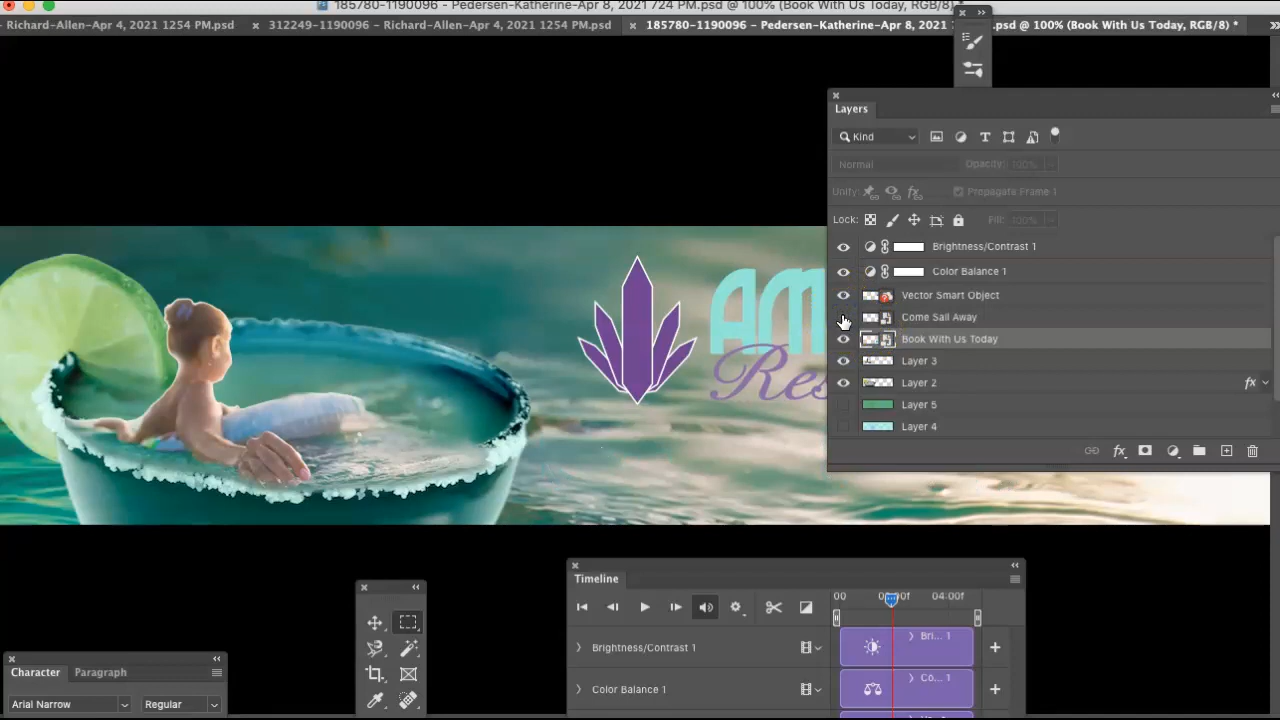 185780-1190096 - Pedersen-Katherine-Apr 8, 2021 724 PM.psd @ 100% (Book With Us Today, RGB/8) *
- Richard-Allen-Apr 4, 2021 1254 PM.psd
312249-1190096 - Richard-Allen-Apr 4, 2021 1254 PM.psd
185780-1190096 - Pedersen-Katherine-Apr 8, 2021 .psd @ 100% (Book With Us Today, RGB/8) *
Layers
Kind
Normal
Opacity: 100%
Unify:
Propagate Frame 1
Lock:
Fill: 100%
Brightness/Contrast 1
Color Balance 1
Vector Smart Object
Come Sail Away
Book With Us Today
Layer 3
Layer 2
fx
Layer 5
Layer 4
fx
AM
Res
Timeline
00
04:00f
Brightness/Contrast 1
Bri... 1
Color Balance 1
Co... 1
Character
Paragraph
Arial Narrow
Regular